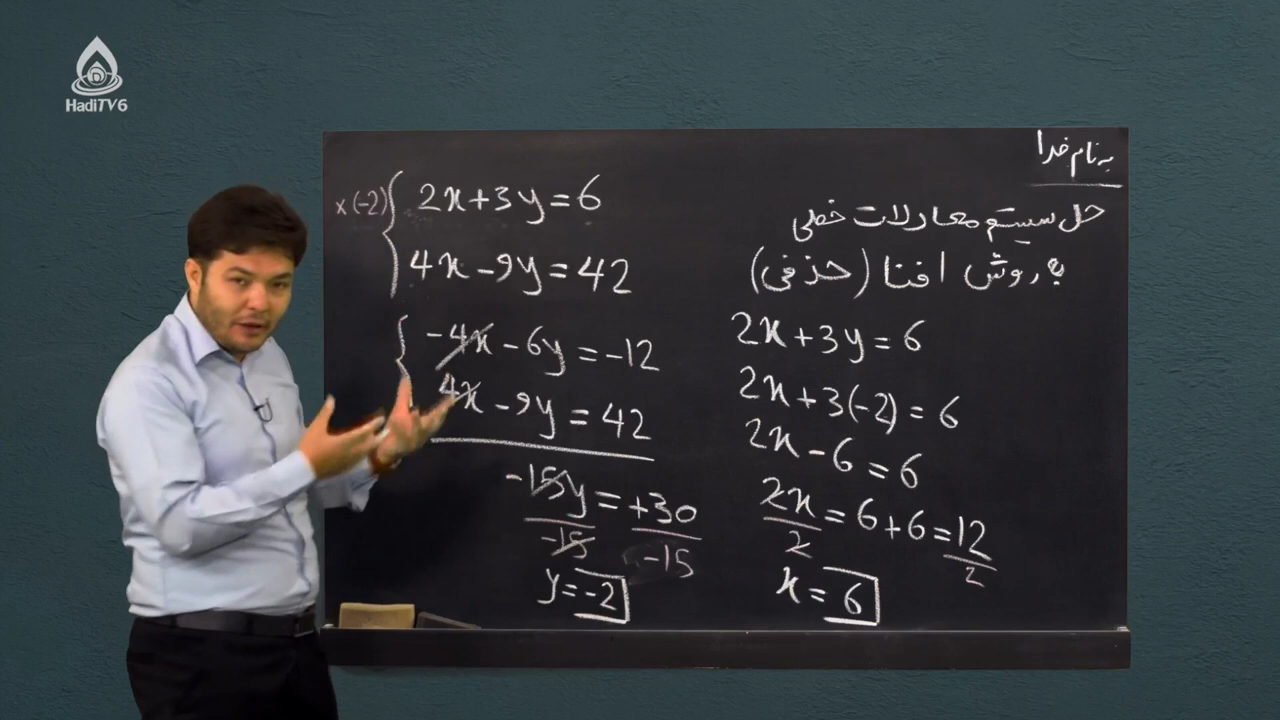 HadiTV6
به نام خدا
حل سیستم معادلات خطی
به روش افنا (حذفی)
x(-2) { 2x+3y=6
4x-9y=42
{ -4x-6y=-12
4x-9y=42
-15y=+30
-15 -15
y=-2
2x+3y=6
2x+3(-2)=6
2x-6=6
2x=6+6=12
2 2
x=6